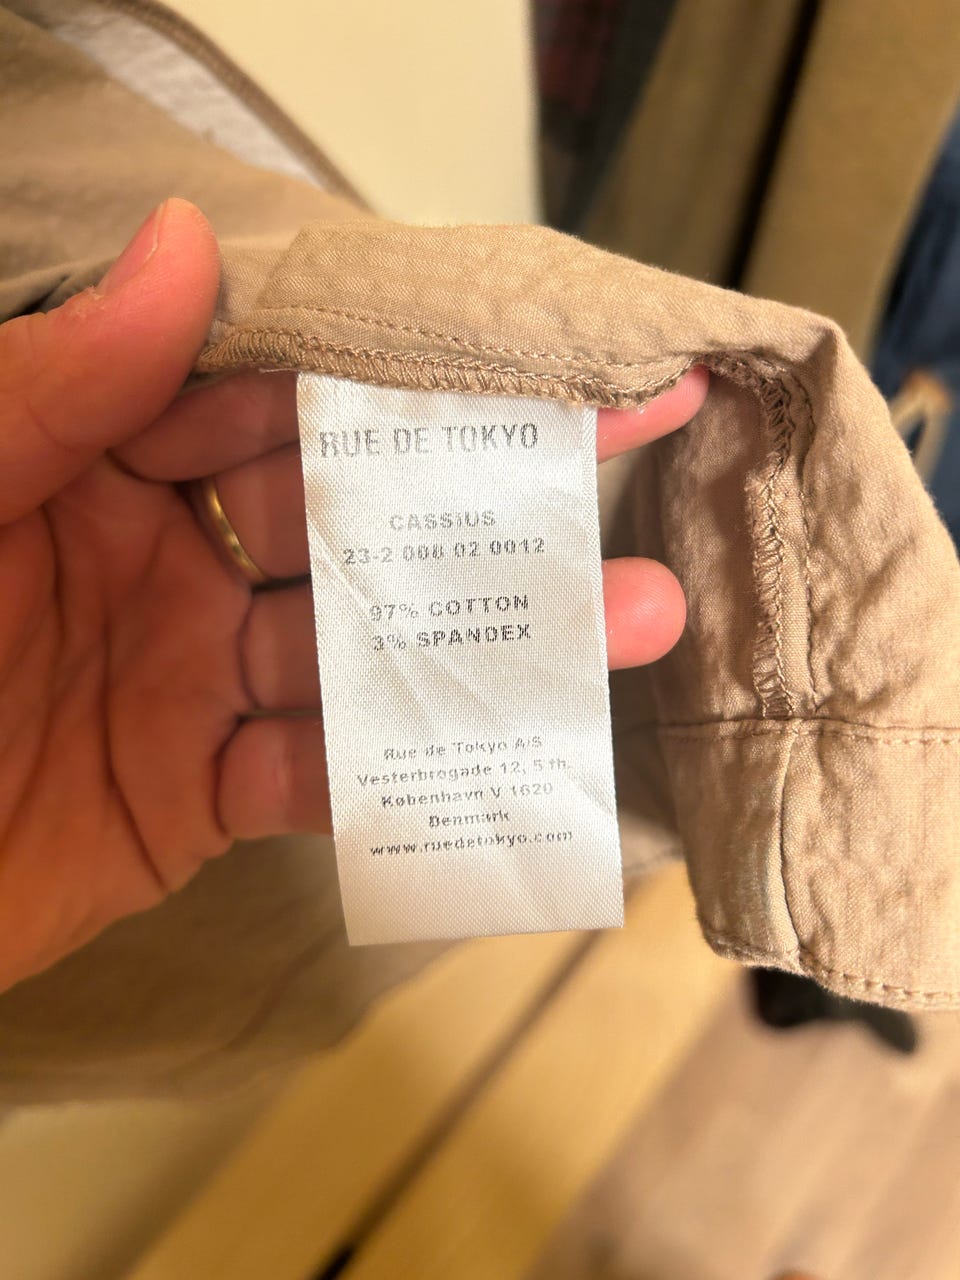 RUE DE TOKYO
CASSIUS
23-2 008 02 0012
97% COTTON
3% SPANDEX
Rue de Tokyo A/S
Vesterbrogade 12, 5 th.
København V 1620
Denmark
www.ruedetokyo.com